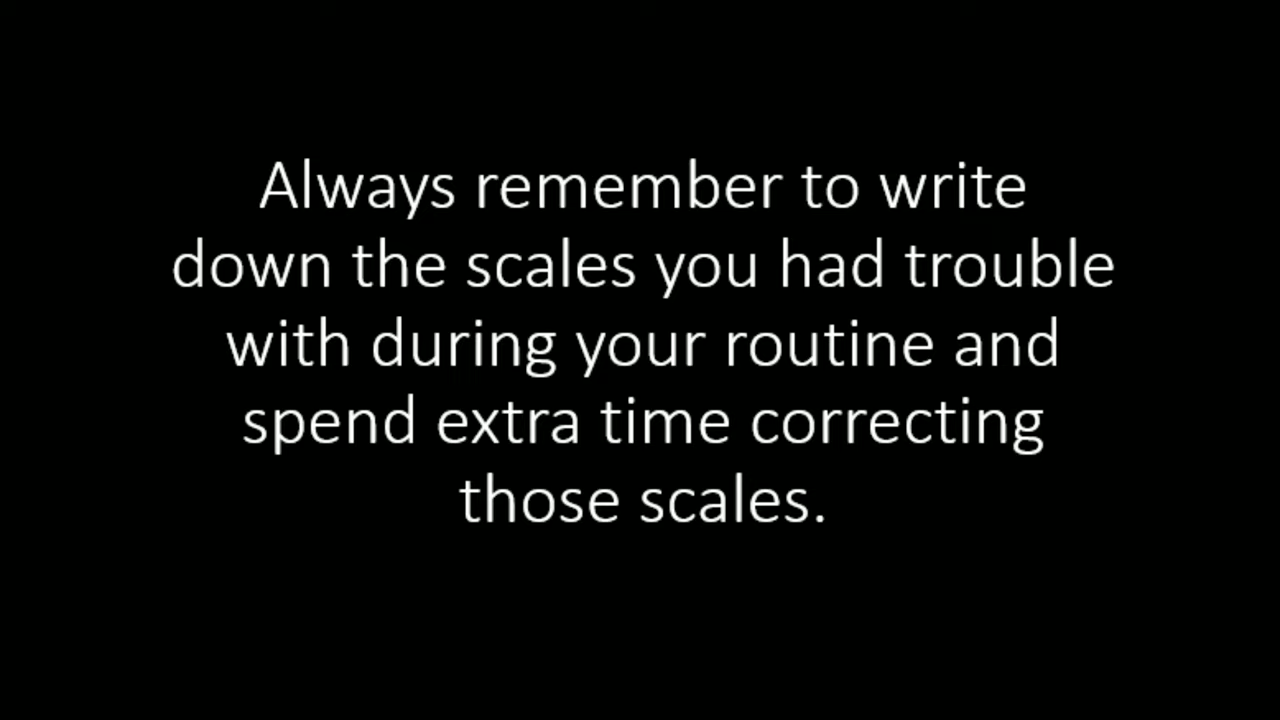 Always remember to write
down the scales you had trouble
with during your routine and
spend extra time correcting
those scales.